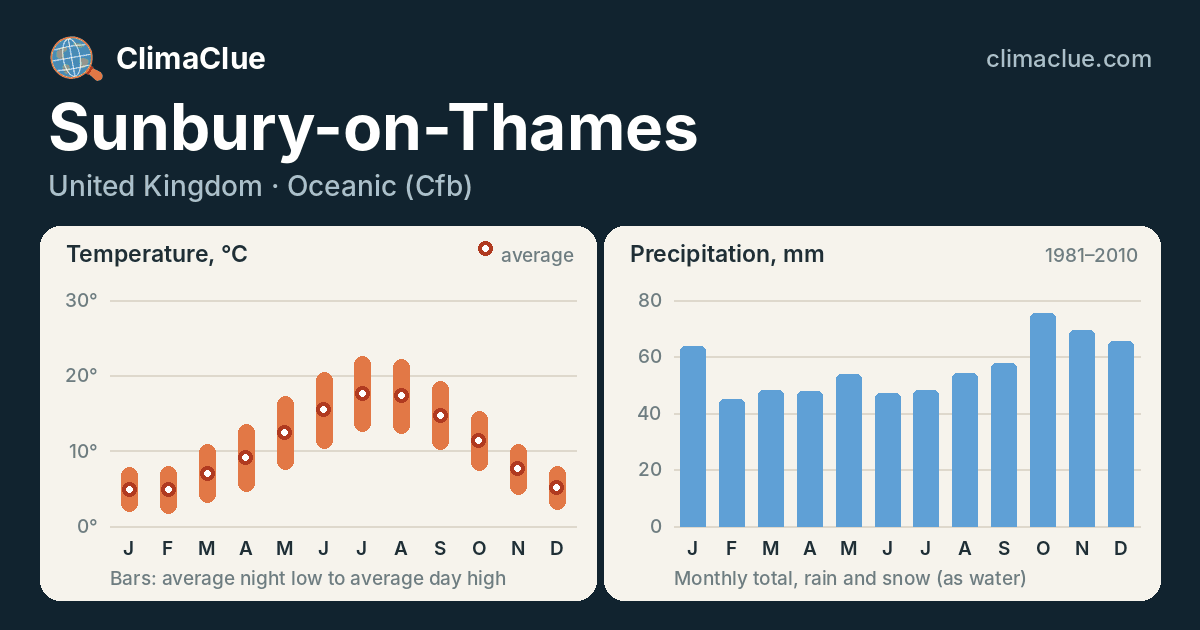 ClimaClue
climaclue.com
Sunbury-on-Thames
United Kingdom · Oceanic (Cfb)
Temperature, °C
average
30°
20°
10°
0°
J F M A M J J A S O N D
Bars: average night low to average day high
Precipitation, mm
1981–2010
80
60
40
20
0
J F M A M J J A S O N D
Monthly total, rain and snow (as water)